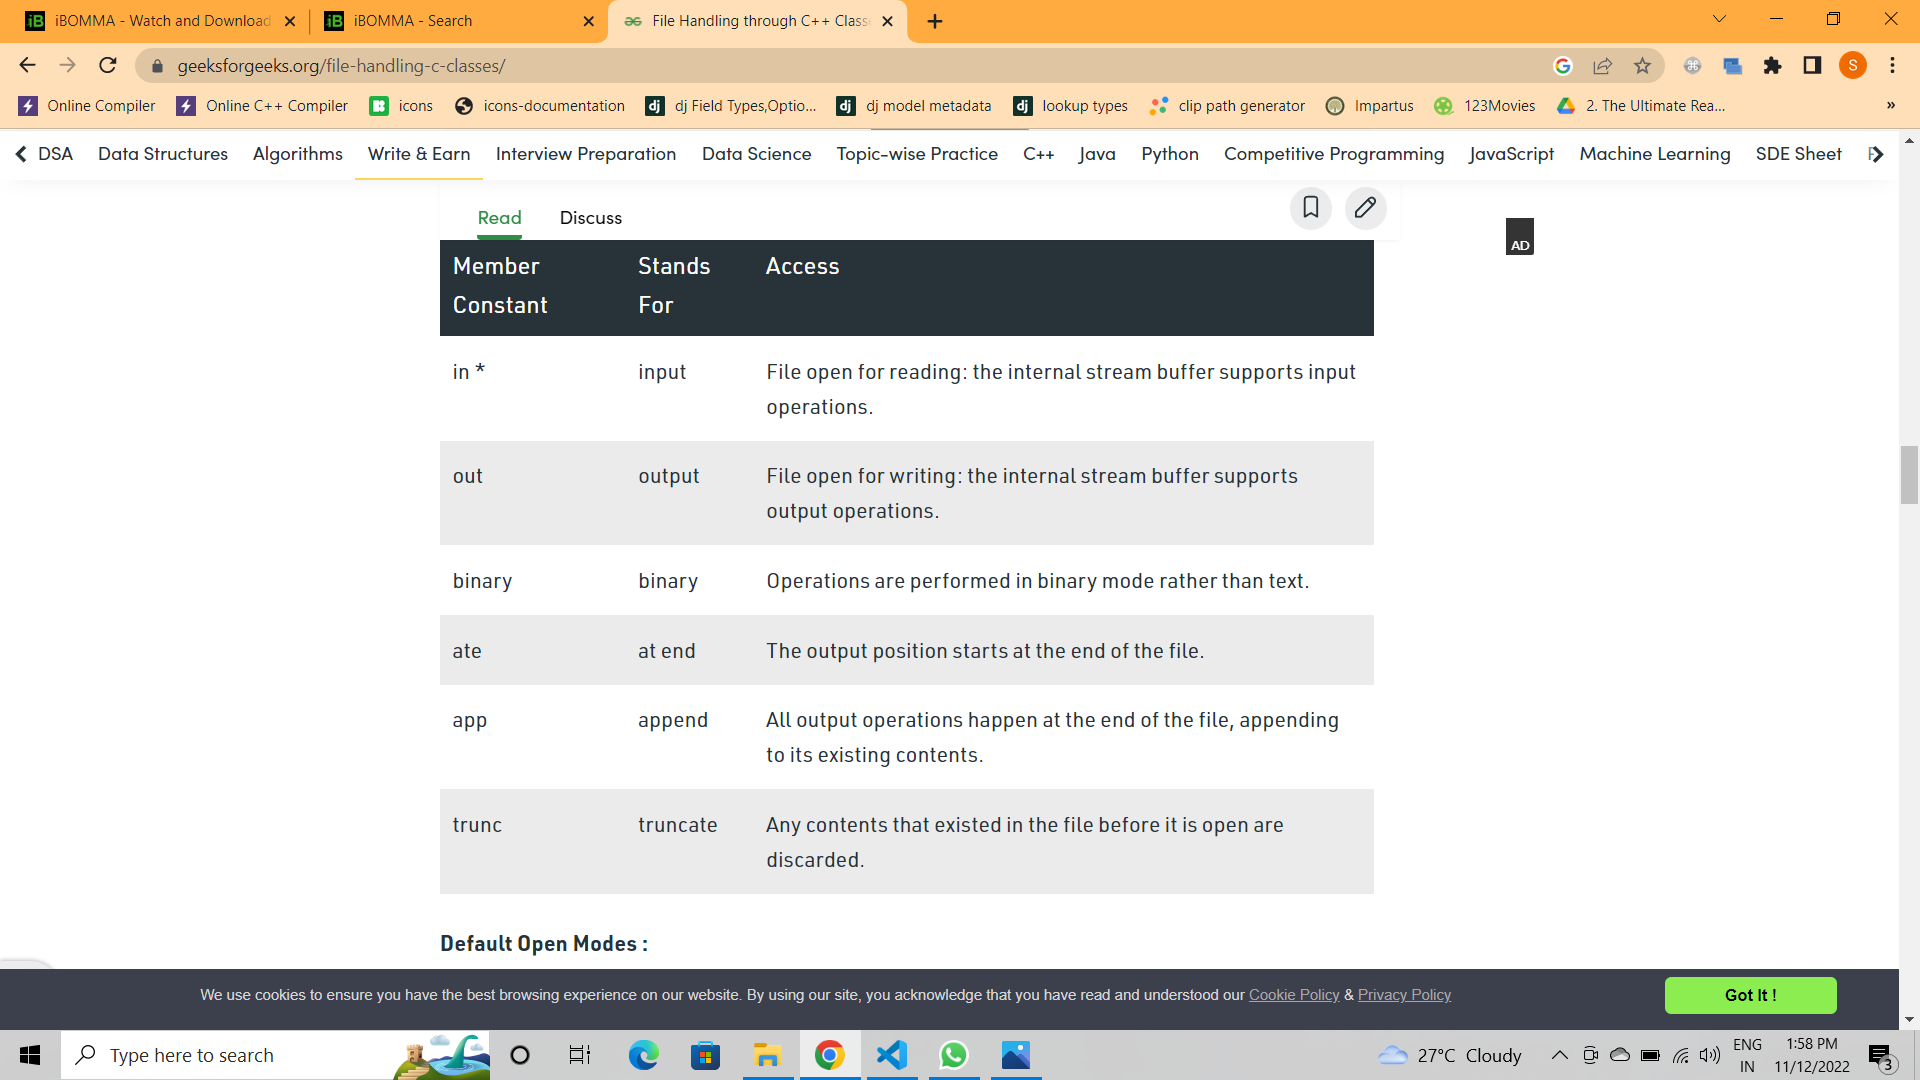 iBOMMA - Watch and Download
iBOMMA - Search
File Handling through C++ Classe
geeksforgeeks.org/file-handling-c-classes/
S
Online Compiler
Online C++ Compiler
icons
icons-documentation
dj Field Types,Optio...
dj model metadata
lookup types
clip path generator
Impartus
123Movies
2. The Ultimate Rea...
»
DSA
Data Structures
Algorithms
Write & Earn
Interview Preparation
Data Science
Topic-wise Practice
C++
Java
Python
Competitive Programming
JavaScript
Machine Learning
SDE Sheet
Read
Discuss
AD
Member Constant
Stands For
Access
in *
input
File open for reading: the internal stream buffer supports input
operations.
out
output
File open for writing: the internal stream buffer supports
output operations.
binary
binary
Operations are performed in binary mode rather than text.
ate
at end
The output position starts at the end of the file.
app
append
All output operations happen at the end of the file, appending
to its existing contents.
trunc
truncate
Any contents that existed in the file before it is open are
discarded.
Default Open Modes :
We use cookies to ensure you have the best browsing experience on our website. By using our site, you acknowledge that you have read and understood our Cookie Policy & Privacy Policy
Got It !
Type here to search
27°C Cloudy
ENG
IN
1:58 PM
11/12/2022
3